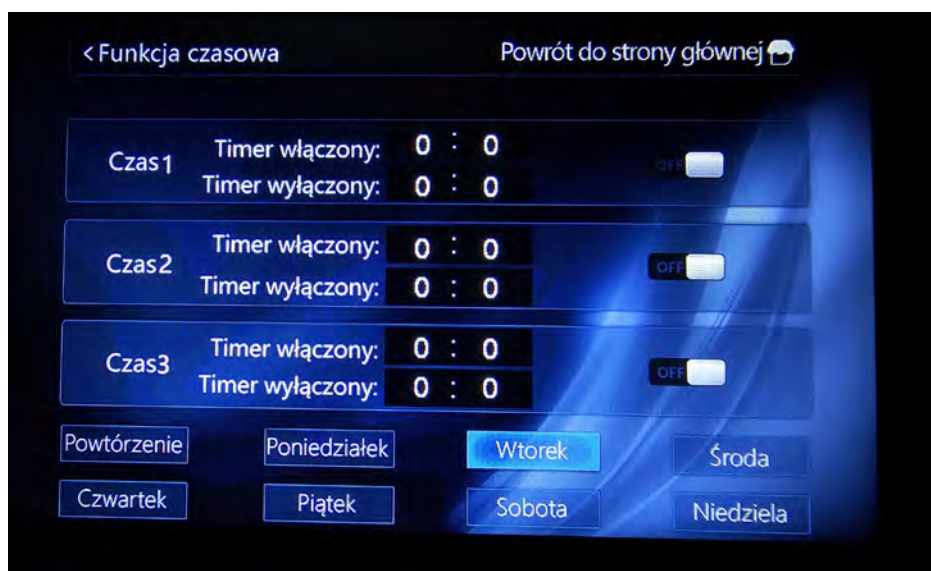 <Funkcja czasowa Powrót do strony głównej
Timer włączony: 0 : 0
Czas1 OFF
Timer wyłączony: 0 : 0
Timer włączony: 0 : 0
Czas2 OFF
Timer wyłączony: 0 : 0
Timer włączony: 0 : 0
Czas3 OFF
Timer wyłączony: 0 : 0
Powtórzenie Poniedziałek Wtorek Środa
Czwartek Piątek Sobota Niedziela